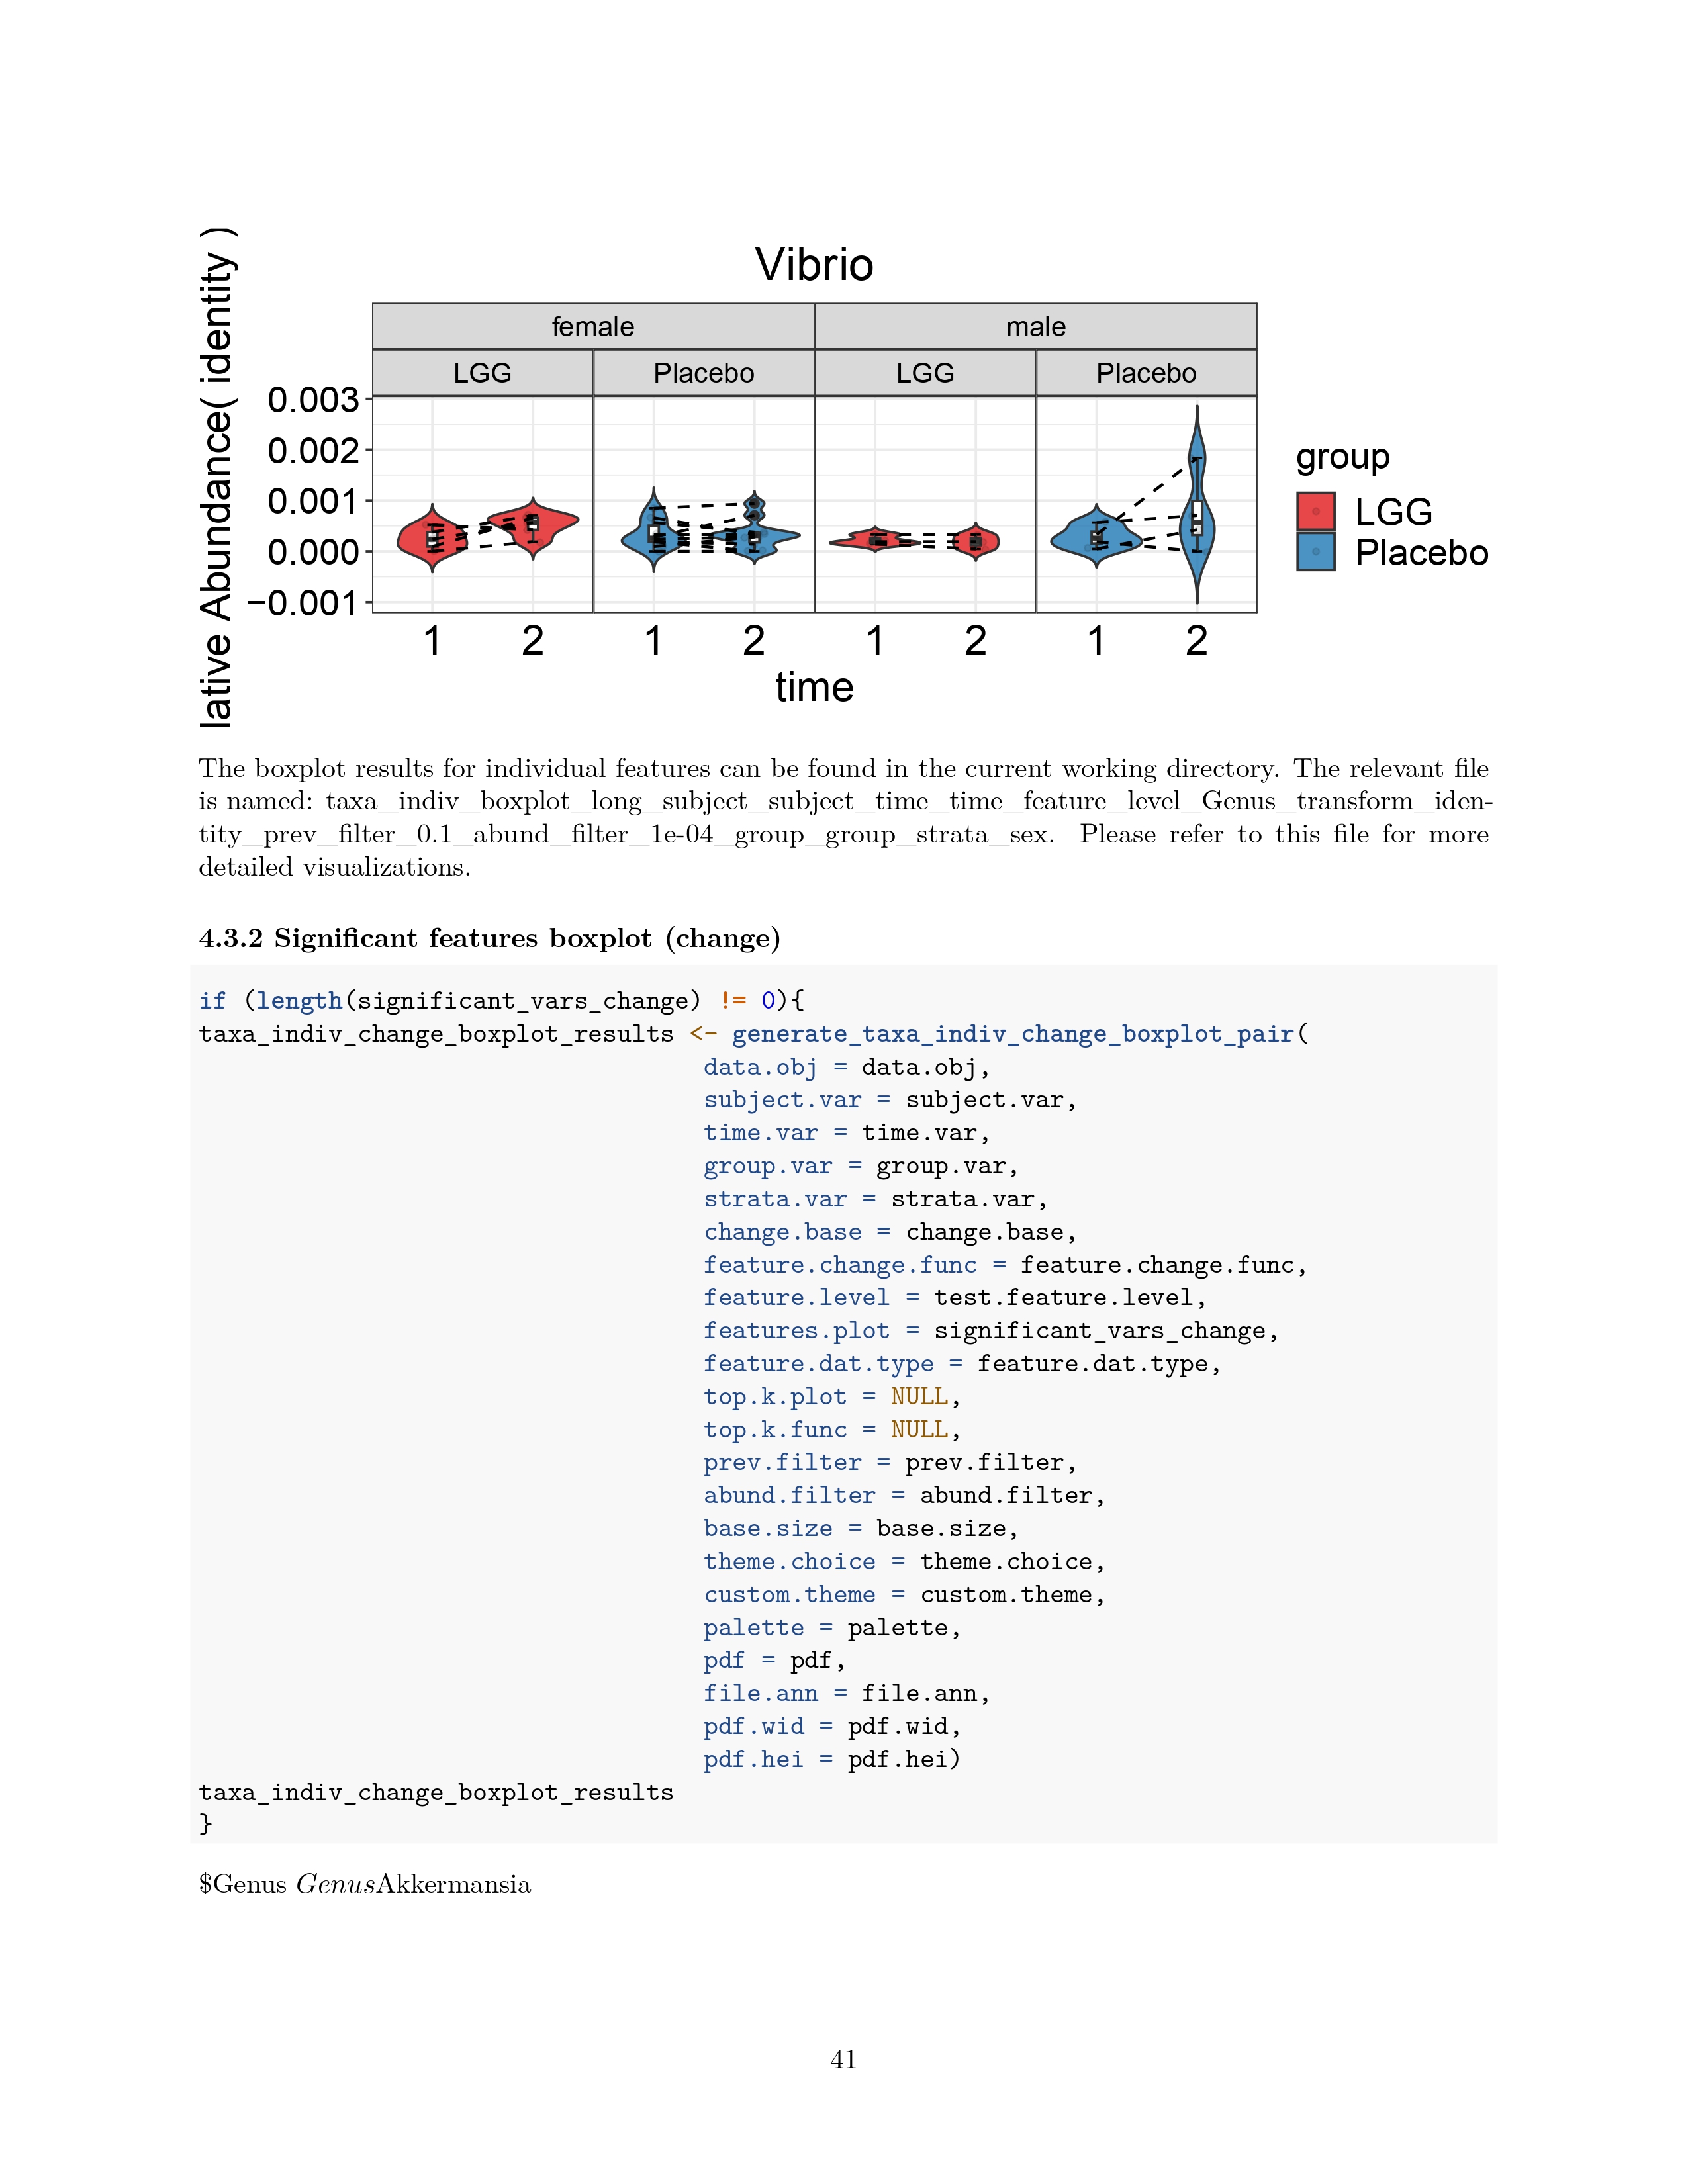 Vibrio
female male
LGG Placebo LGG Placebo
lative Abundance( identity )
0.003
0.002
0.001
0.000
−0.001
1 2 1 2 1 2 1 2
time
group
LGG
Placebo
The boxplot results for individual features can be found in the current working directory. The relevant file
is named: taxa_indiv_boxplot_long_subject_subject_time_time_feature_level_Genus_transform_iden-
tity_prev_filter_0.1_abund_filter_1e-04_group_group_strata_sex. Please refer to this file for more
detailed visualizations.
4.3.2 Significant features boxplot (change)
if (length(significant_vars_change) != 0){
taxa_indiv_change_boxplot_results <- generate_taxa_indiv_change_boxplot_pair(
data.obj = data.obj,
subject.var = subject.var,
time.var = time.var,
group.var = group.var,
strata.var = strata.var,
change.base = change.base,
feature.change.func = feature.change.func,
feature.level = test.feature.level,
features.plot = significant_vars_change,
feature.dat.type = feature.dat.type,
top.k.plot = NULL,
top.k.func = NULL,
prev.filter = prev.filter,
abund.filter = abund.filter,
base.size = base.size,
theme.choice = theme.choice,
custom.theme = custom.theme,
palette = palette,
pdf = pdf,
file.ann = file.ann,
pdf.wid = pdf.wid,
pdf.hei = pdf.hei)
taxa_indiv_change_boxplot_results
}
$Genus GenusAkkermansia
41